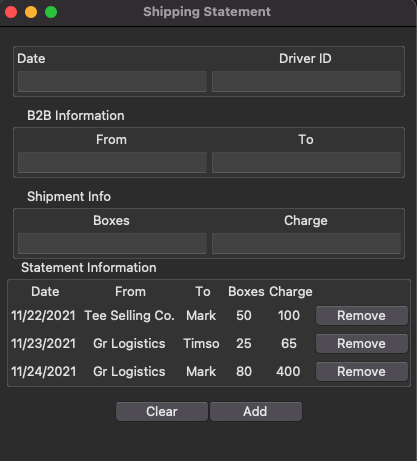 Shipping Statement
Date Driver ID
B2B Information
From To
Shipment Info
Boxes Charge
Statement Information
Date From To Boxes Charge
11/22/2021 Tee Selling Co. Mark 50 100 Remove
11/23/2021 Gr Logistics Timso 25 65 Remove
11/24/2021 Gr Logistics Mark 80 400 Remove
Clear Add